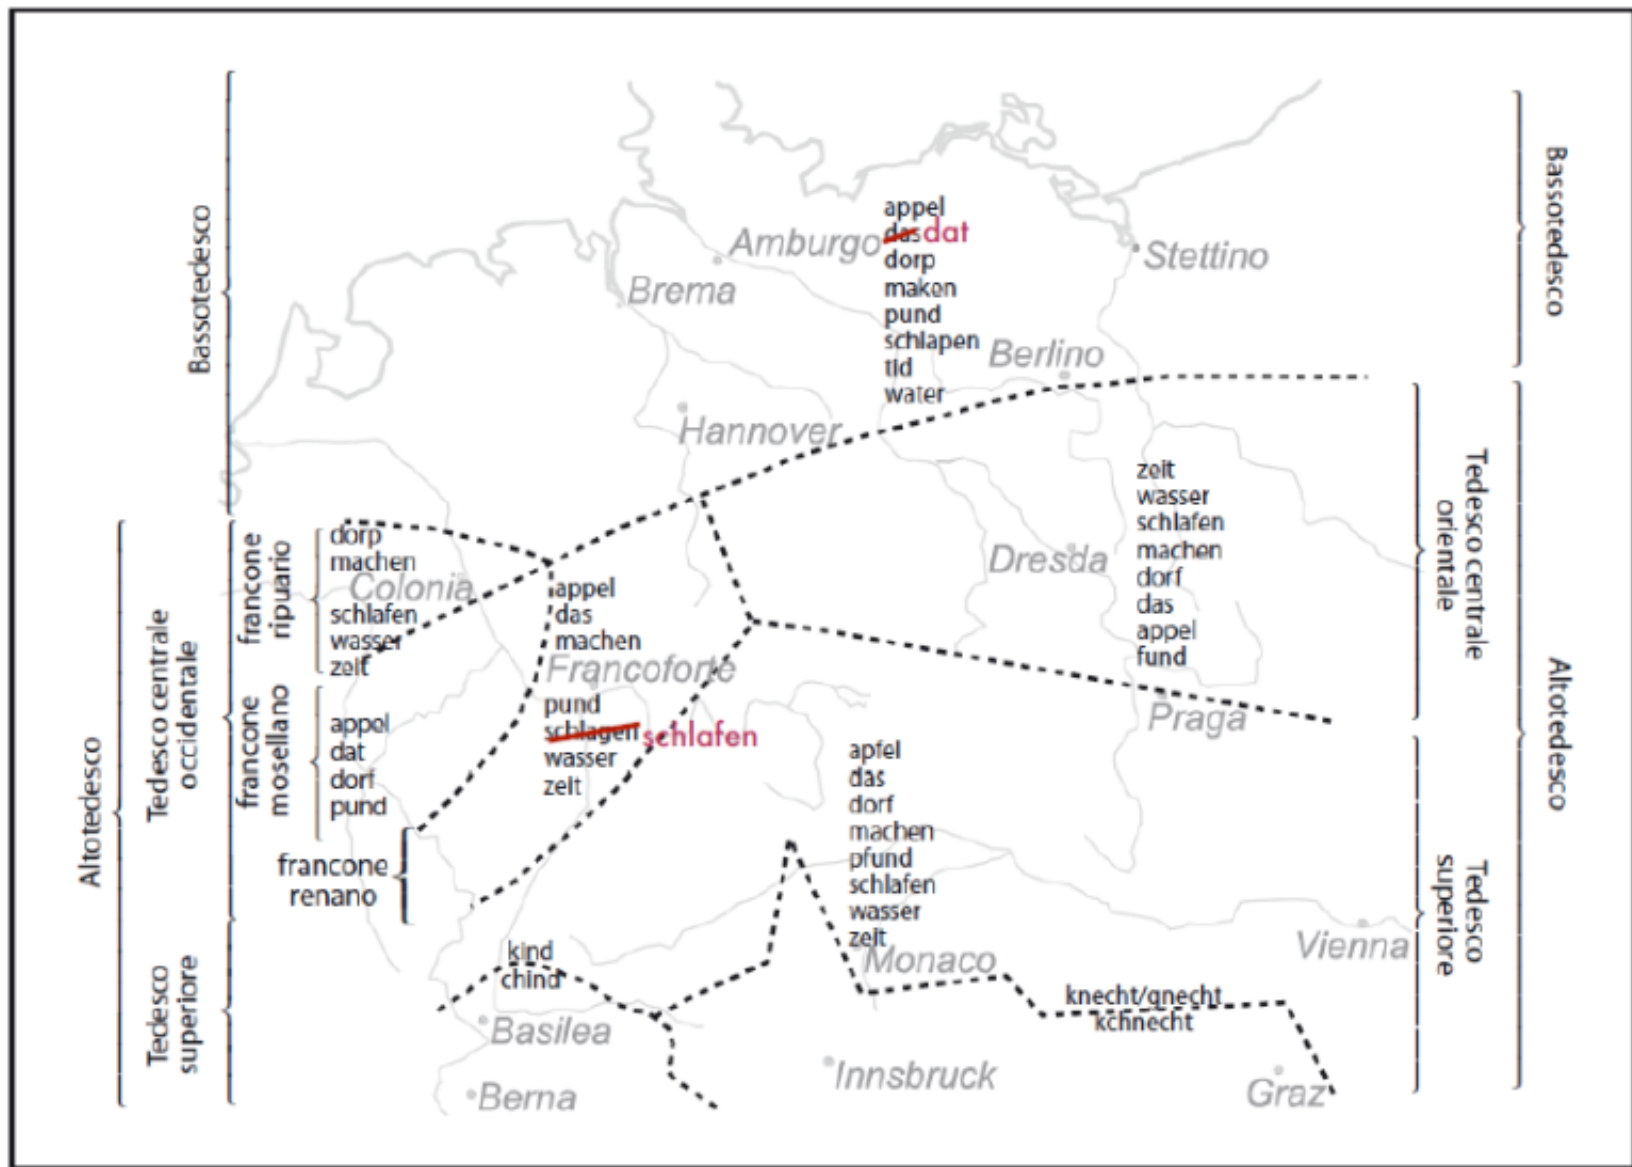 Bassotedesco
Bassotedesco
Altotedesco
Tedesco centrale
occidentale
francone
ripuario
francone
mosellano
francone
renano
Tedesco
superiore
Tedesco centrale
orientale
Altotedesco
Tedesco
superiore
Amburgo
Brema
Stettino
Berlino
Hannover
Colonia
Francoforte
Dresda
Praga
Monaco
Vienna
Basilea
Berna
Innsbruck
Graz
appel
das dat
dorp
maken
pund
schlapen
tid
water
dorp
machen
schlafen
wasser
zeit
appel
dat
dorf
pund
appel
das
machen
pund
schlagen schlafen
wasser
zeit
zeit
wasser
schlafen
machen
dorf
das
appel
fund
apfel
das
dorf
machen
pfund
schlafen
wasser
zeit
kind
chind
knecht/gnecht
kchnecht